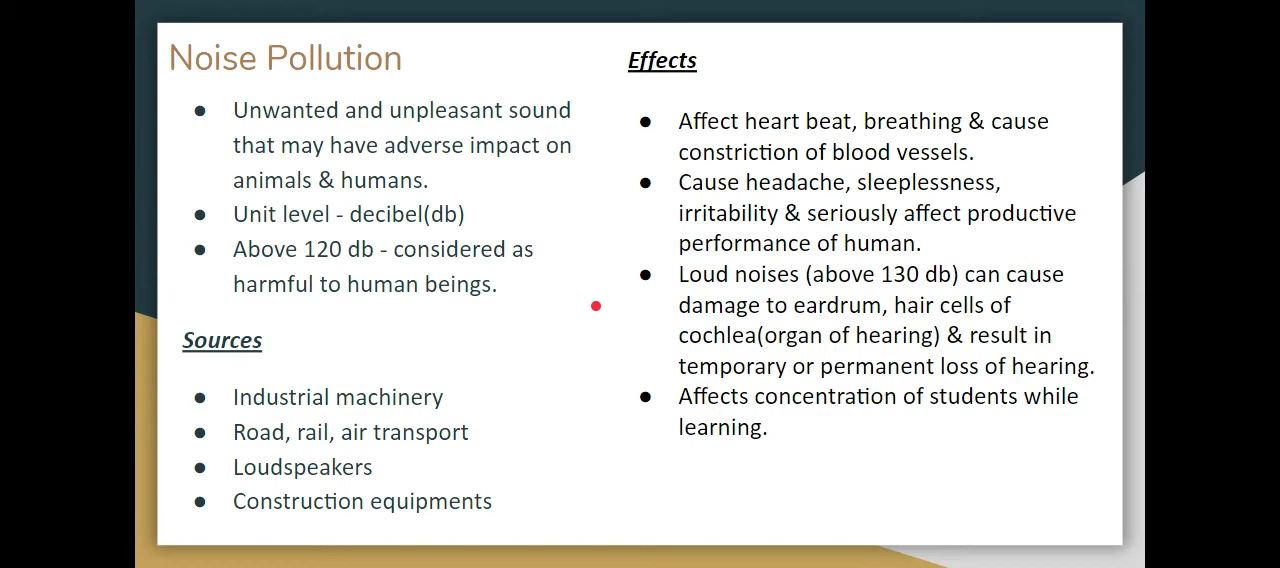 Noise Pollution
● Unwanted and unpleasant sound
that may have adverse impact on
animals & humans.
● Unit level - decibel(db)
● Above 120 db - considered as
harmful to human beings.
Sources
● Industrial machinery
● Road, rail, air transport
● Loudspeakers
● Construction equipments
Effects
● Affect heart beat, breathing & cause
constriction of blood vessels.
● Cause headache, sleeplessness,
irritability & seriously affect productive
performance of human.
● Loud noises (above 130 db) can cause
damage to eardrum, hair cells of
cochlea(organ of hearing) & result in
temporary or permanent loss of hearing.
● Affects concentration of students while
learning.